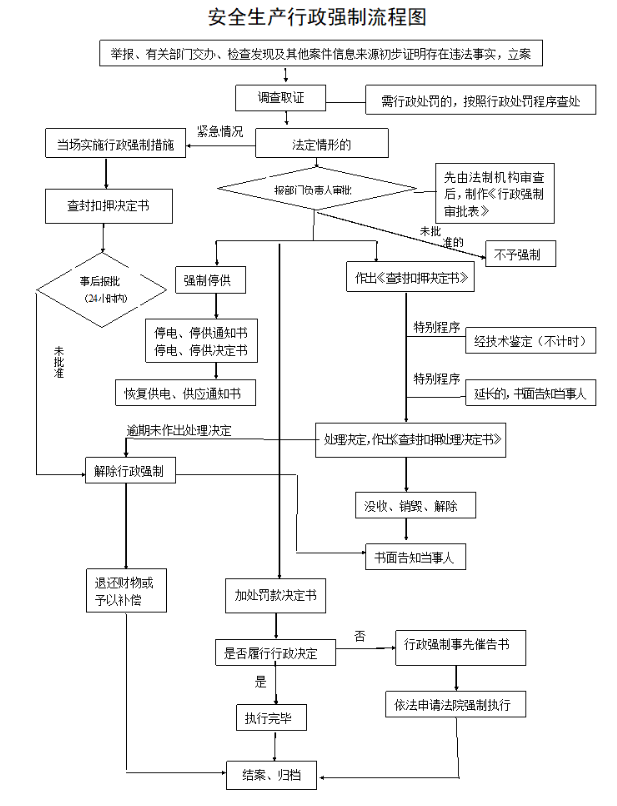 安全生产行政强制流程图
举报、有关部门交办、检查发现及其他案件信息来源初步证明存在违法事实，立案
调查取证
需行政处罚的，按照行政处罚程序查处
紧急情况
当场实施行政强制措施
法定情形的
先由法制机构审查
后，制作《行政强制
审批表》
报部门负责人审批
查封扣押决定书
未批
准的
不予强制
事后报批
（24小时内）
强制停供
作出《查封扣押决定书》
停电、停供通知书
停电、停供决定书
特别程序
经技术鉴定（不计时）
未
批
准
恢复供电、供应通知书
特别程序
延长的，书面告知当事人
逾期未作出处理决定
处理决定，作出《查封扣押处理决定书》
解除行政强制
没收、销毁、解除
书面告知当事人
退还财物或
予以补偿
加处罚款决定书
是否履行行政决定
否
行政强制事先催告书
是
依法申请法院强制执行
执行完毕
结案、归档